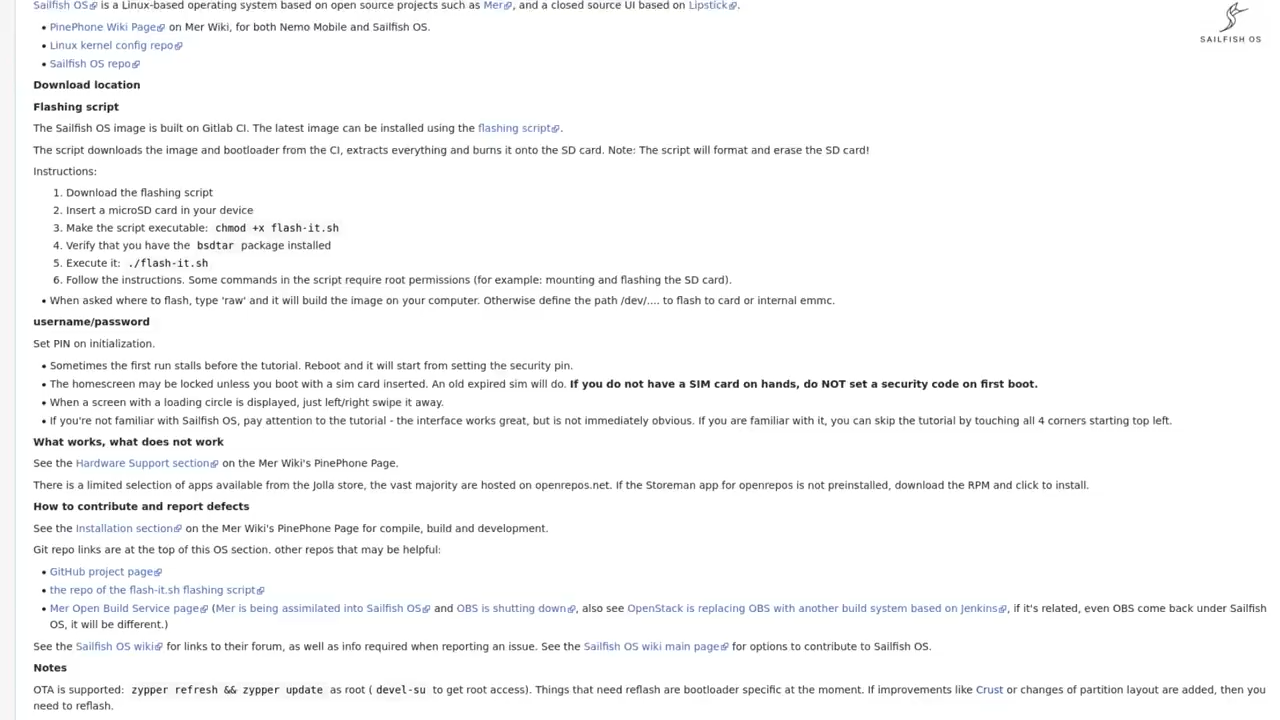 Sailfish OS is a Linux-based operating system based on open source projects such as Mer, and a closed source UI based on Lipstick.
SAILFISH OS
• PinePhone Wiki Page on Mer Wiki, for both Nemo Mobile and Sailfish OS.
• Linux kernel config repo
• Sailfish OS repo
Download location
Flashing script
The Sailfish OS image is built on Gitlab CI. The latest image can be installed using the flashing script.
The script downloads the image and bootloader from the CI, extracts everything and burns it onto the SD card. Note: The script will format and erase the SD card!
Instructions:
1. Download the flashing script
2. Insert a microSD card in your device
3. Make the script executable: chmod +x flash-it.sh
4. Verify that you have the bsdtar package installed
5. Execute it: ./flash-it.sh
6. Follow the instructions. Some commands in the script require root permissions (for example: mounting and flashing the SD card).
• When asked where to flash, type 'raw' and it will build the image on your computer. Otherwise define the path /dev/.... to flash to card or internal emmc.
username/password
Set PIN on initialization.
• Sometimes the first run stalls before the tutorial. Reboot and it will start from setting the security pin.
• The homescreen may be locked unless you boot with a sim card inserted. An old expired sim will do. If you do not have a SIM card on hands, do NOT set a security code on first boot.
• When a screen with a loading circle is displayed, just left/right swipe it away.
• If you're not familiar with Sailfish OS, pay attention to the tutorial - the interface works great, but is not immediately obvious. If you are familiar with it, you can skip the tutorial by touching all 4 corners starting top left.
What works, what does not work
See the Hardware Support section on the Mer Wiki's PinePhone Page.
There is a limited selection of apps available from the Jolla store, the vast majority are hosted on openrepos.net. If the Storeman app for openrepos is not preinstalled, download the RPM and click to install.
How to contribute and report defects
See the Installation section on the Mer Wiki's PinePhone Page for compile, build and development.
Git repo links are at the top of this OS section. other repos that may be helpful:
• GitHub project page
• the repo of the flash-it.sh flashing script
• Mer Open Build Service page (Mer is being assimilated into Sailfish OS and OBS is shutting down, also see OpenStack is replacing OBS with another build system based on Jenkins, if it's related, even OBS come back under Sailfish
OS, it will be different.)
See the Sailfish OS wiki for links to their forum, as well as info required when reporting an issue. See the Sailfish OS wiki main page for options to contribute to Sailfish OS.
Notes
OTA is supported: zypper refresh && zypper update as root ( devel-su to get root access). Things that need reflash are bootloader specific at the moment. If improvements like Crust or changes of partition layout are added, then you
need to reflash.